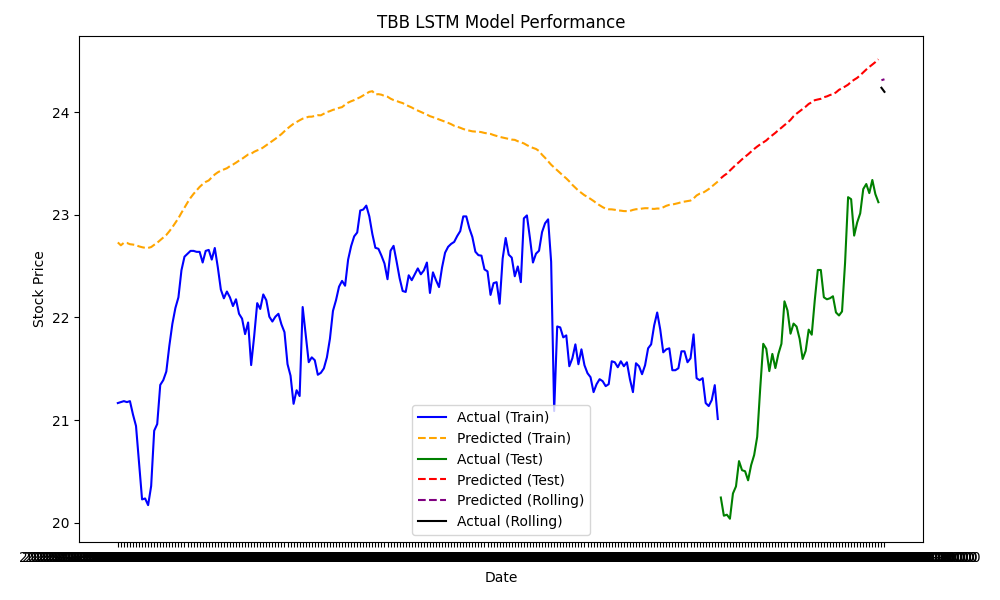 TBB LSTM Model Performance
Stock Price
24
23
22
21
20
Actual (Train)
Predicted (Train)
Actual (Test)
Predicted (Test)
Predicted (Rolling)
Actual (Rolling)
Date